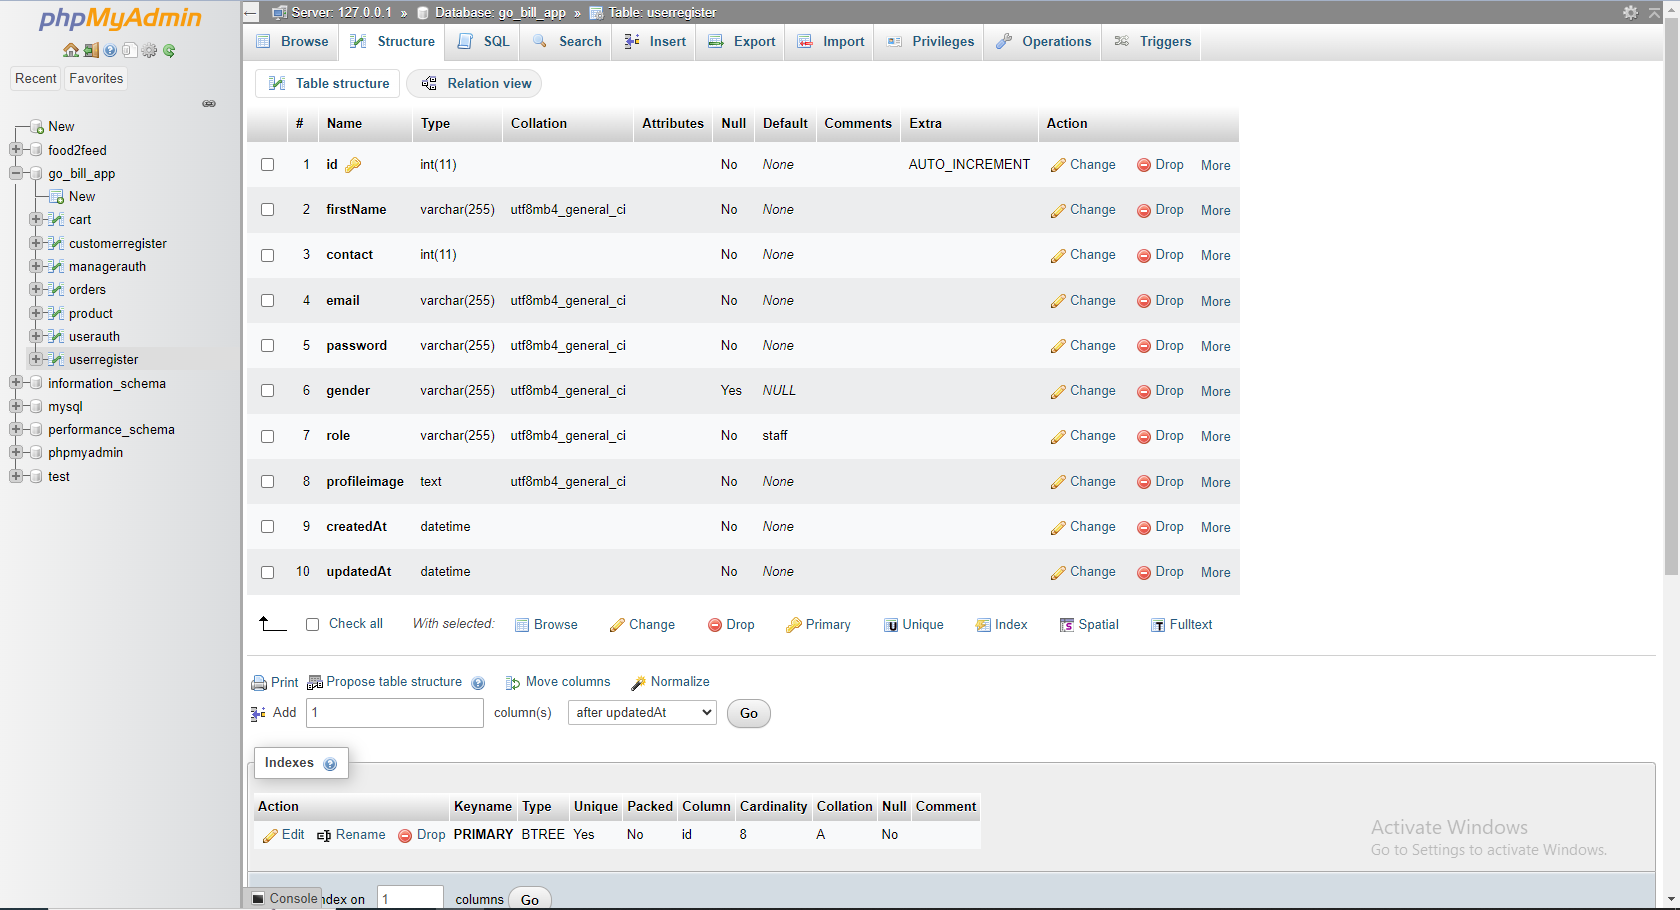 phpMyAdmin
Recent Favorites
New
food2feed
go_bill_app
New
cart
customerregister
managerauth
orders
product
userauth
userregister
information_schema
mysql
performance_schema
phpmyadmin
test
Server: 127.0.0.1 » Database: go_bill_app » Table: userregister
Browse Structure SQL Search Insert Export Import Privileges Operations Triggers
Table structure Relation view
# Name Type Collation Attributes Null Default Comments Extra Action
1 id int(11) No None AUTO_INCREMENT Change Drop More
2 firstName varchar(255) utf8mb4_general_ci No None Change Drop More
3 contact int(11) No None Change Drop More
4 email varchar(255) utf8mb4_general_ci No None Change Drop More
5 password varchar(255) utf8mb4_general_ci No None Change Drop More
6 gender varchar(255) utf8mb4_general_ci Yes NULL Change Drop More
7 role varchar(255) utf8mb4_general_ci No staff Change Drop More
8 profileimage text utf8mb4_general_ci No None Change Drop More
9 createdAt datetime No None Change Drop More
10 updatedAt datetime No None Change Drop More
Check all With selected: Browse Change Drop Primary Unique Index Spatial Fulltext
Print Propose table structure Move columns Normalize
Add 1 column(s) after updatedAt Go
Indexes
Action Keyname Type Unique Packed Column Cardinality Collation Null Comment
Edit Rename Drop PRIMARY BTREE Yes No id 8 A No
Console ndex on 1 columns Go
Activate Windows
Go to Settings to activate Windows.